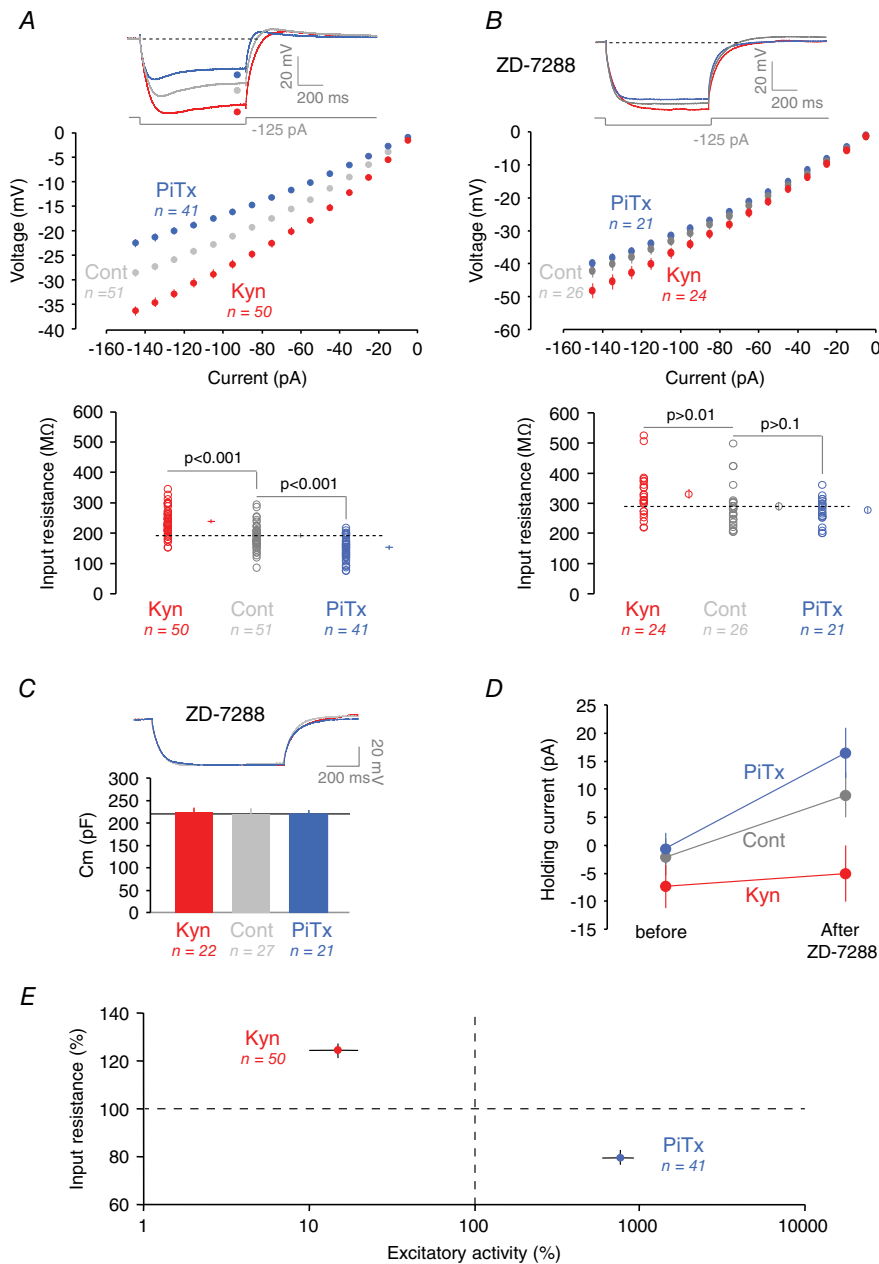 A
20 mV
200 ms
-125 pA
0
-5
-10
-15
-20
-25
-30
-35
-40
Voltage (mV)
PiTx
n = 41
Cont
n =51
Kyn
n = 50
-160 -140 -120 -100 -80 -60 -40 -20 0
Current (pA)
600
500
400
300
200
100
0
Input resistance (MΩ)
p<0.001
p<0.001
Kyn
n = 50
Cont
n =51
PiTx
n = 41
B
ZD-7288
20 mV
200 ms
-125 pA
0
-10
-20
-30
-40
-50
-60
Voltage (mV)
PiTx
n = 21
Cont
n = 26
Kyn
n = 24
-160 -140 -120 -100 -80 -60 -40 -20 0
Current (pA)
600
500
400
300
200
100
0
Input resistance (MΩ)
p>0.01
p>0.1
Kyn
n = 24
Cont
n = 26
PiTx
n = 21
C
ZD-7288
20 mV
200 ms
300
250
200
150
100
50
0
Cm (pF)
Kyn
n = 22
Cont
n = 27
PiTx
n = 21
D
25
20
15
10
5
0
-5
-10
-15
Holding current (pA)
PiTx
Cont
Kyn
before
After
ZD-7288
E
140
120
100
80
60
Input resistance (%)
Kyn
n = 50
PiTx
n = 41
1 10 100 1000 10000
Excitatory activity (%)